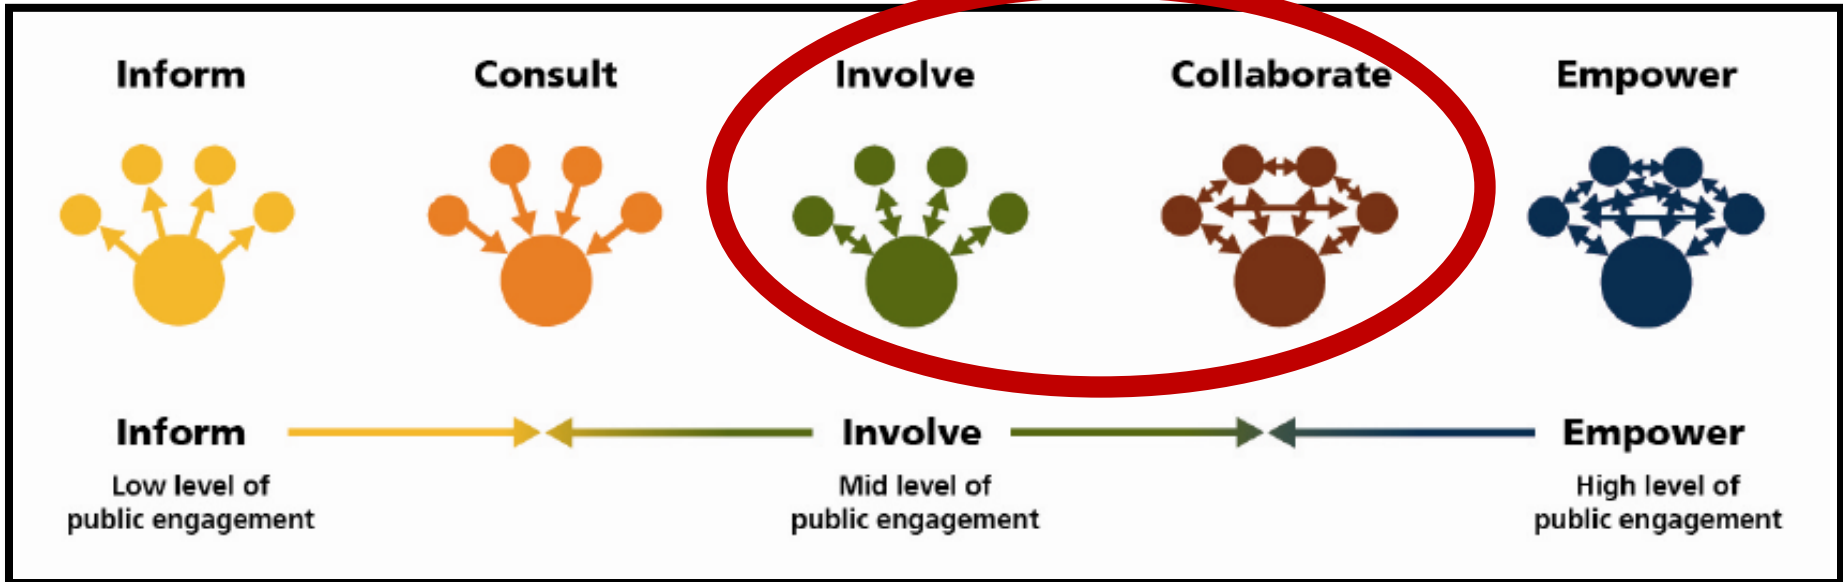 Inform
Consult
Involve
Collaborate
Empower
Inform
Involve
Empower
Low level of
public engagement
Mid level of
public engagement
High level of
public engagement